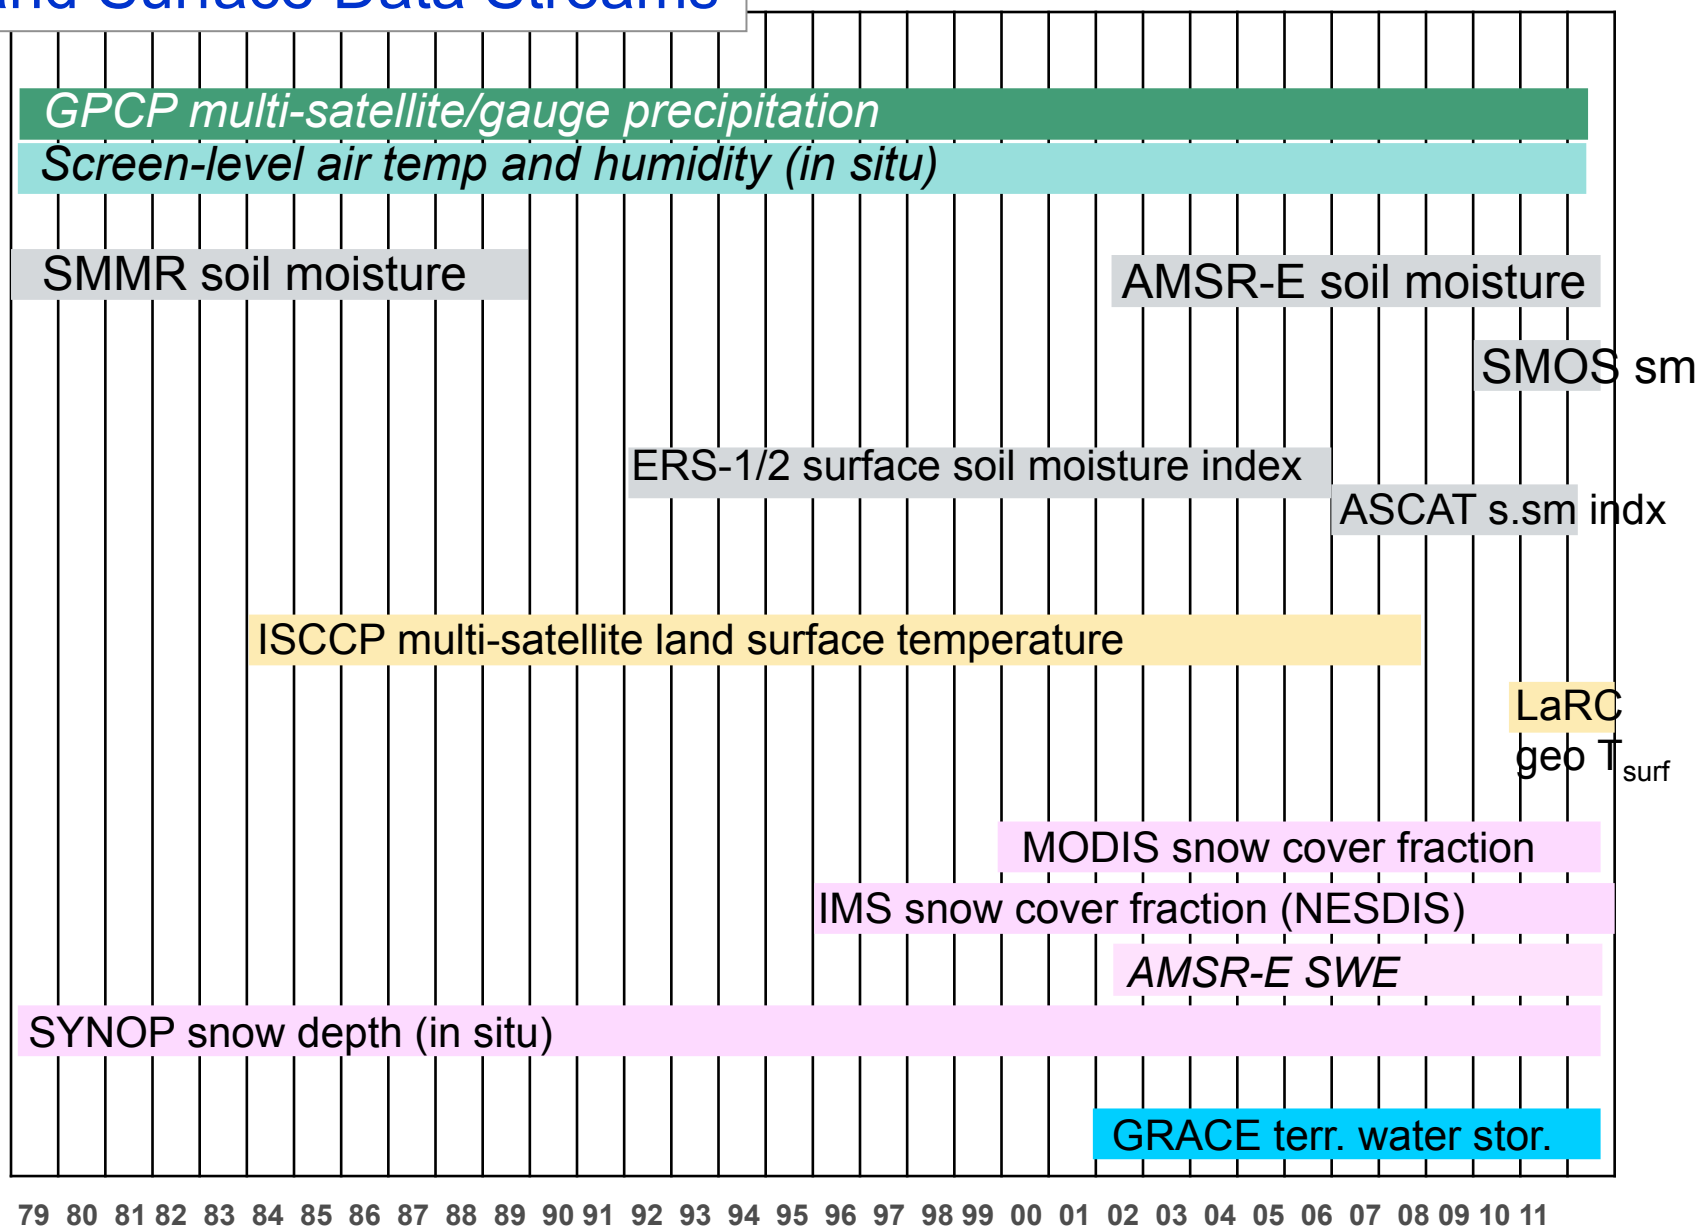 and Surface Data Streams
GPCP multi-satellite/gauge precipitation
Screen-level air temp and humidity (in situ)
SMMR soil moisture
AMSR-E soil moisture
SMOS sm
ERS-1/2 surface soil moisture index
ASCAT s.sm indx
ISCCP multi-satellite land surface temperature
LaRC
geo Tsurf
MODIS snow cover fraction
IMS snow cover fraction (NESDIS)
AMSR-E SWE
SYNOP snow depth (in situ)
GRACE terr. water stor.
79 80 81 82 83 84 85 86 87 88 89 90 91 92 93 94 95 96 97 98 99 00 01 02 03 04 05 06 07 08 09 10 11